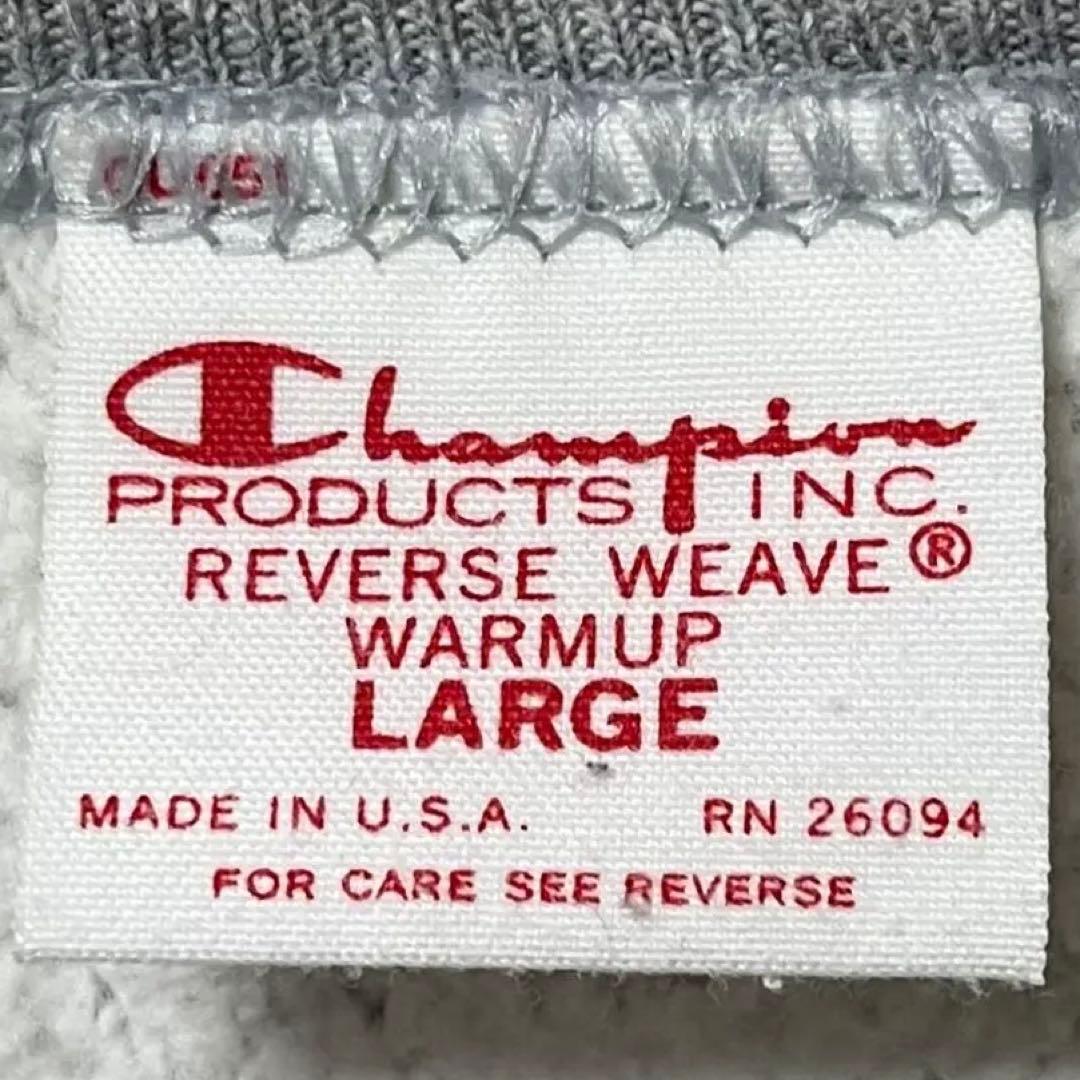 Champion
PRODUCTS INC.
REVERSE WEAVE®
WARMUP
LARGE
MADE IN U.S.A. RN 26094
FOR CARE SEE REVERSE